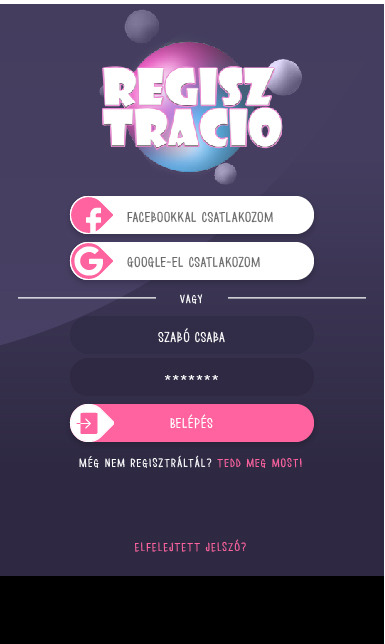 REGISZ
TRACIO
FACEBOOKKAL CSATLAKOZOM
GOOGLE-EL CSATLAKOZOM
VAGY
SZABÓ CSABA
*******
BELÉPÉS
MÉG NEM REGISZTRÁLTÁL? TEDD MEG MOST!
ELFELEJTETT JELSZÓ?